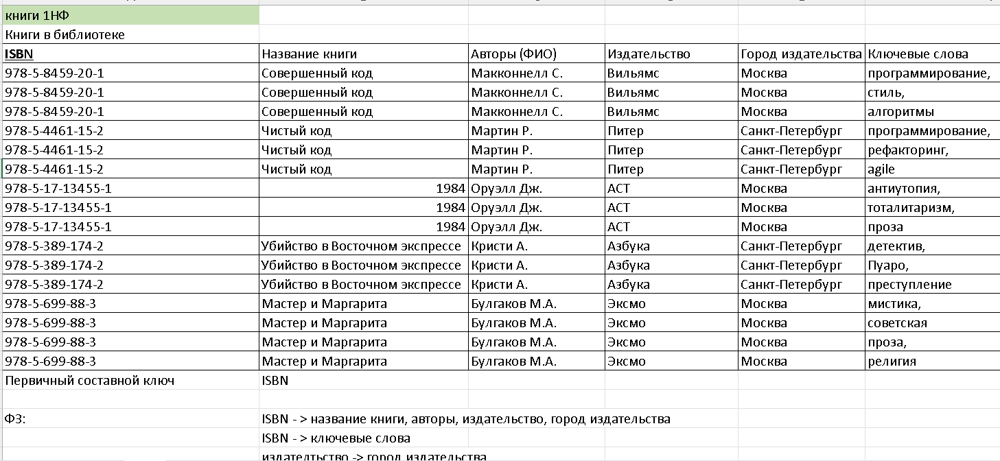 книги 1НФ
Книги в библиотеке
ISBN Название книги Авторы (ФИО) Издательство Город издательства Ключевые слова
978-5-8459-20-1 Совершенный код Макконнелл С. Вильямс Москва программирование,
978-5-8459-20-1 Совершенный код Макконнелл С. Вильямс Москва стиль,
978-5-8459-20-1 Совершенный код Макконнелл С. Вильямс Москва алгоритмы
978-5-4461-15-2 Чистый код Мартин Р. Питер Санкт-Петербург программирование,
978-5-4461-15-2 Чистый код Мартин Р. Питер Санкт-Петербург рефакторинг,
978-5-4461-15-2 Чистый код Мартин Р. Питер Санкт-Петербург agile
978-5-17-13455-1 1984 Оруэлл Дж. АСТ Москва антиутопия,
978-5-17-13455-1 1984 Оруэлл Дж. АСТ Москва тоталитаризм,
978-5-17-13455-1 1984 Оруэлл Дж. АСТ Москва проза
978-5-389-174-2 Убийство в Восточном экспрессе Кристи А. Азбука Санкт-Петербург детектив,
978-5-389-174-2 Убийство в Восточном экспрессе Кристи А. Азбука Санкт-Петербург Пуаро,
978-5-389-174-2 Убийство в Восточном экспрессе Кристи А. Азбука Санкт-Петербург преступление
978-5-699-88-3 Мастер и Маргарита Булгаков М.А. Эксмо Москва мистика,
978-5-699-88-3 Мастер и Маргарита Булгаков М.А. Эксмо Москва советская
978-5-699-88-3 Мастер и Маргарита Булгаков М.А. Эксмо Москва проза,
978-5-699-88-3 Мастер и Маргарита Булгаков М.А. Эксмо Москва религия
Первичный составной ключ ISBN
ФЗ: ISBN - > название книги, авторы, издательство, город издательства
ISBN - > ключевые слова
издателтьство -> город издательства